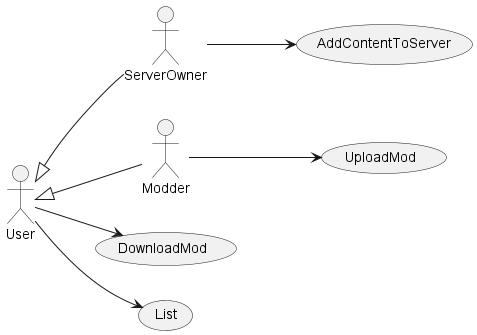 ServerOwner
AddContentToServer
Modder
UploadMod
User
DownloadMod
List